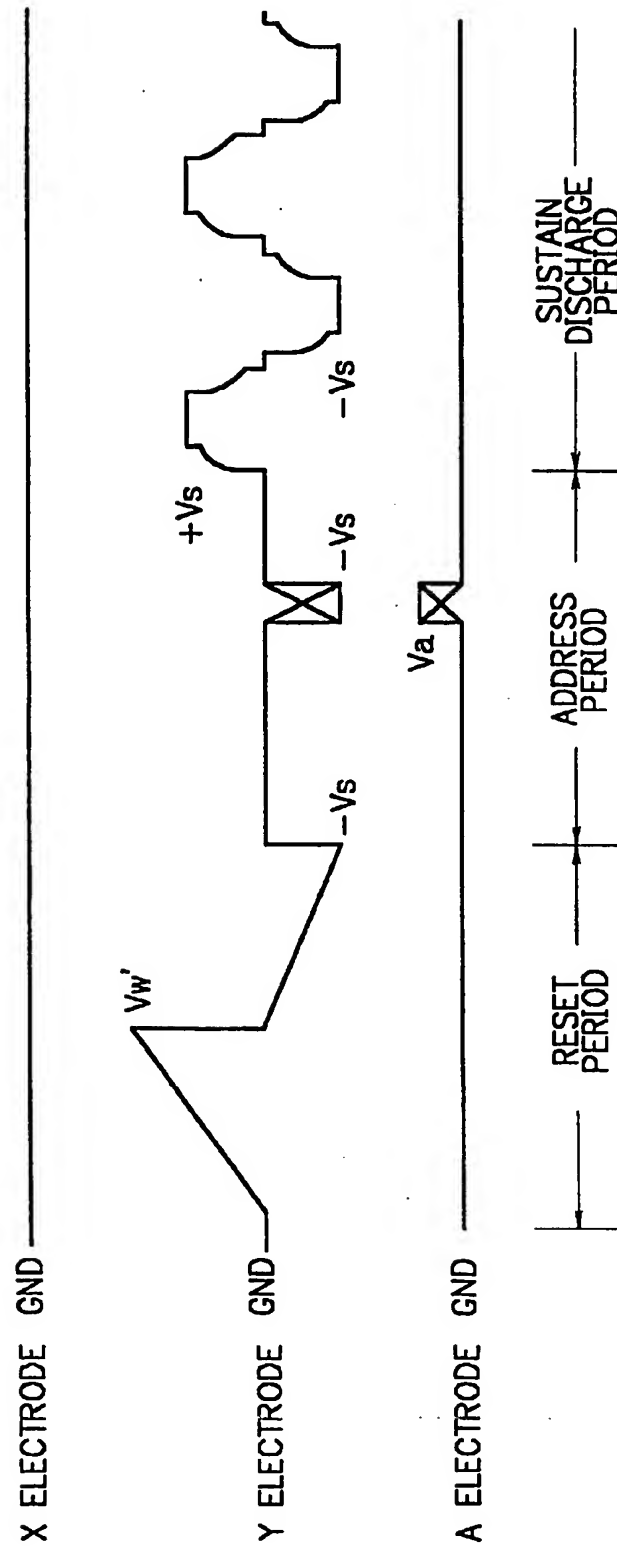 X ELECTRODE GND
Vw'
+Vs
Y ELECTRODE GND
−Vs
−Vs
−Vs
Va
A ELECTRODE GND
RESET
PERIOD
ADDRESS
PERIOD
SUSTAIN
DISCHARGE
PERIOD